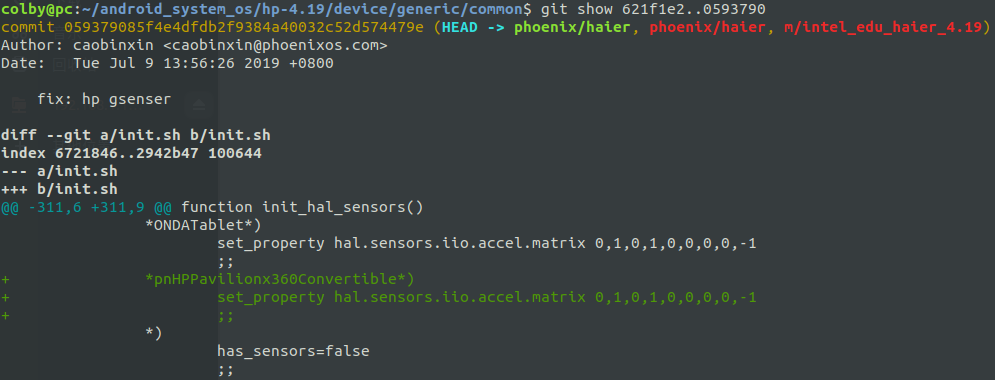 colby@pc:~/android_system_os/hp-4.19/device/generic/common$ git show 621f1e2..0593790
commit 059379085f4e4dfdb2f9384a40032c52d574479e (HEAD -> phoenix/haier, phoenix/haier, m/intel_edu_haier_4.19)
Author: caobinxin <caobinxin@phoenixos.com>
Date:   Tue Jul 9 13:56:26 2019 +0800
    fix: hp gsenser
diff --git a/init.sh b/init.sh
index 6721846..2942b47 100644
--- a/init.sh
+++ b/init.sh
@@ -311,6 +311,9 @@ function init_hal_sensors()
                *ONDATablet*)
                        set_property hal.sensors.iio.accel.matrix 0,1,0,1,0,0,0,0,-1
                        ;;
+               *pnHPPavilionx360Convertible*)
+                       set_property hal.sensors.iio.accel.matrix 0,1,0,1,0,0,0,0,-1
+                       ;;
                *)
                        has_sensors=false
                        ;;